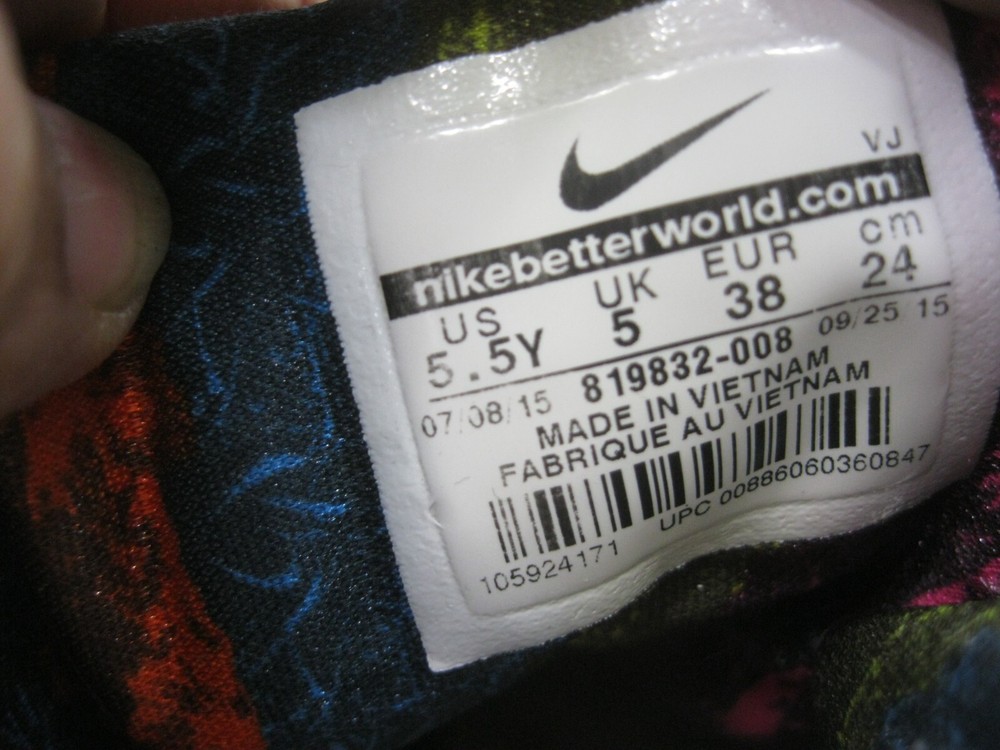 VJ
nikebetterworld.com
US UK EUR cm
5.5Y 5 38 24
07/08/15 819832-008 09/25 15
MADE IN VIETNAM
FABRIQUE AU VIETNAM
105924171 UPC 00886060360847